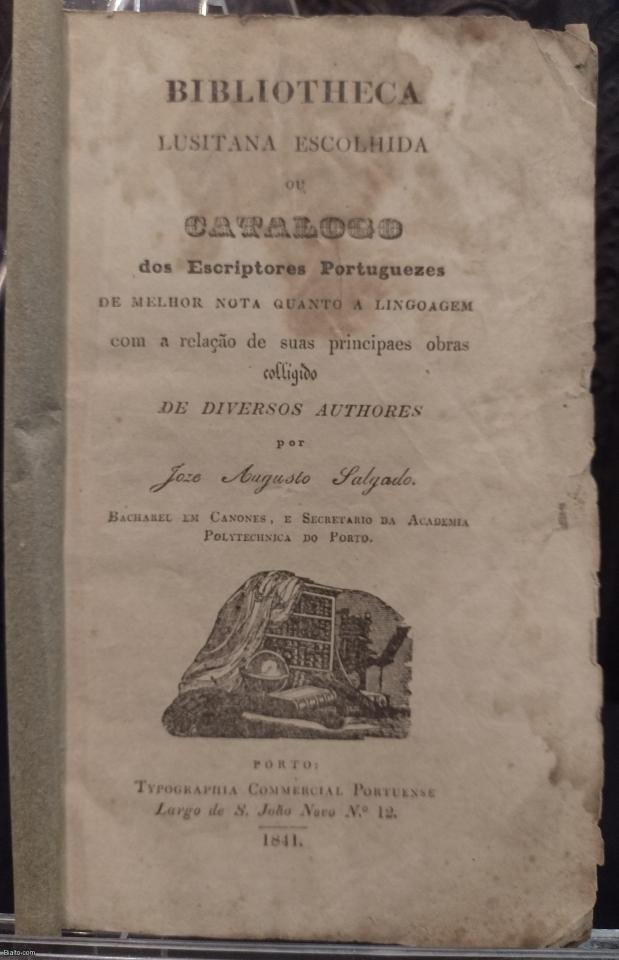 BIBLIOTHECA
LUSITANA ESCOLHIDA
OU
CATALOGO
dos Escriptores Portuguezes
DE MELHOR NOTA QUANTO A LINGOAGEM
com a relação de suas principaes obras
colligido
DE DIVERSOS AUTHORES
por
Joze Augusto Salgado.
BACHAREL EM CANONES, E SECRETARIO DA ACADEMIA
POLYTECHNICA DO PORTO.
PORTO:
TYPOGRAPHIA COMMERCIAL PORTUENSE
Largo de S. João Novo N.º 12.
1841.
Bialto.com